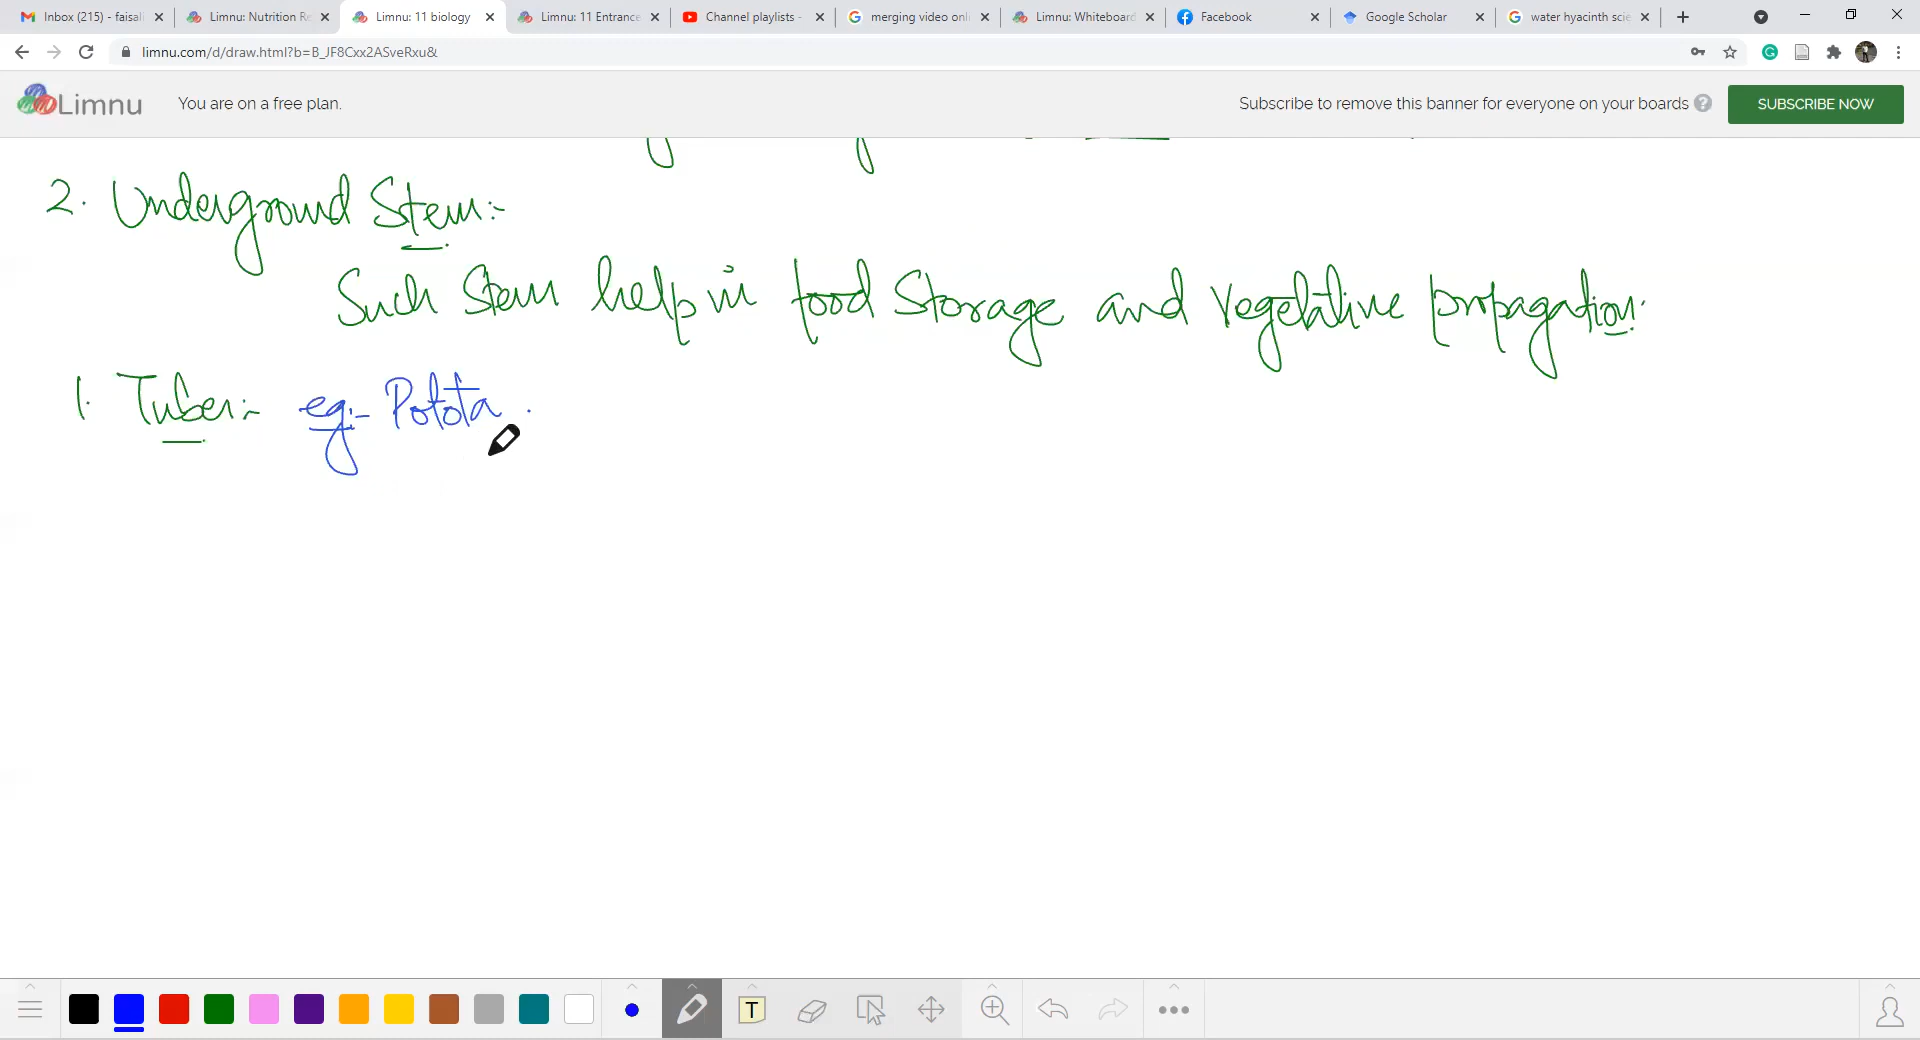 Inbox (215) - faisal
Limnu: Nutrition Re
Limnu: 11 biology
Limnu: 11 Entrance
Channel playlists -
merging video onli
Limnu: Whiteboard
Facebook
Google Scholar
water hyacinth scie
limnu.com/d/draw.html?b=B_JF8Cxx2ASveRxu&
Limnu
You are on a free plan.
Subscribe to remove this banner for everyone on your boards ?
SUBSCRIBE NOW
2. Underground Stem:-
Such Stem help in food Storage and vegetative propagation.
1. Tuber:- eg:- Potota.
T